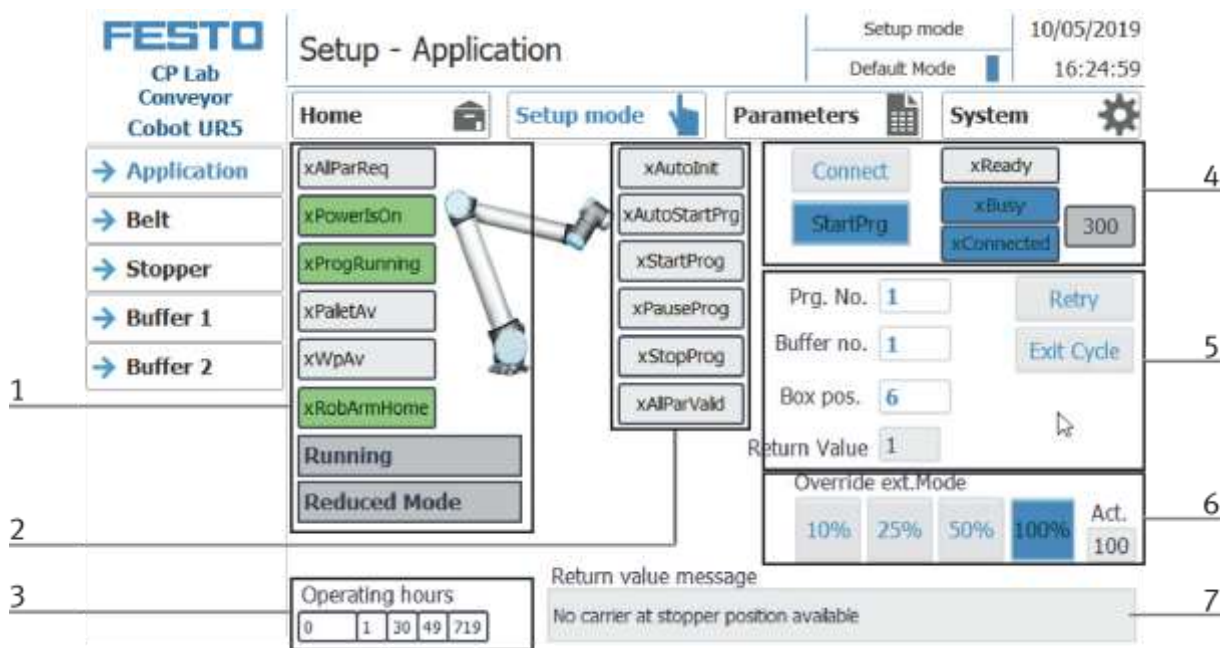 FESTO
CP Lab
Conveyor
Cobot UR5
Setup - Application
Setup mode
Default Mode
10/05/2019
16:24:59
Home
Setup mode
Parameters
System
Application
Belt
Stopper
Buffer 1
Buffer 2
xAllParReq
xPowerIsOn
xProgRunning
xPaletAv
xWpAv
xRobArmHome
Running
Reduced Mode
xAutoInit
xAutoStartPrg
xStartProg
xPauseProg
xStopProg
xAllParValid
Connect
StartPrg
xReady
xBusy
xConnected
300
Prg. No. 1
Buffer no. 1
Box pos. 6
Return Value 1
Retry
Exit Cycle
Override ext.Mode
10% 25% 50% 100%
Act.
100
Operating hours
0 1 30 49 719
Return value message
No carrier at stopper position available
1
2
3
4
5
6
7